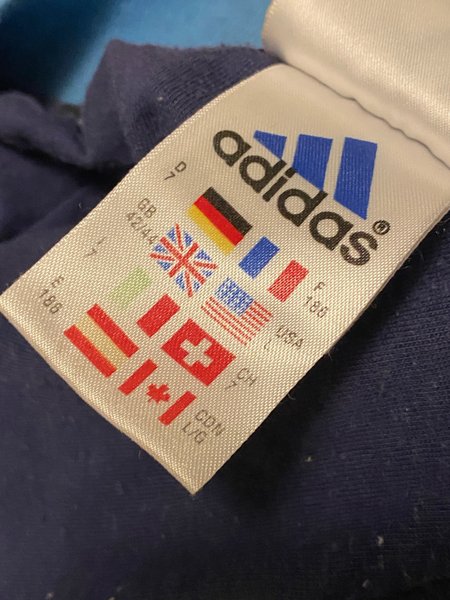 adidas®
D
7
F
186
GB
42/44
USA
L
I
7
CH
7
E
186
CDN
L/G